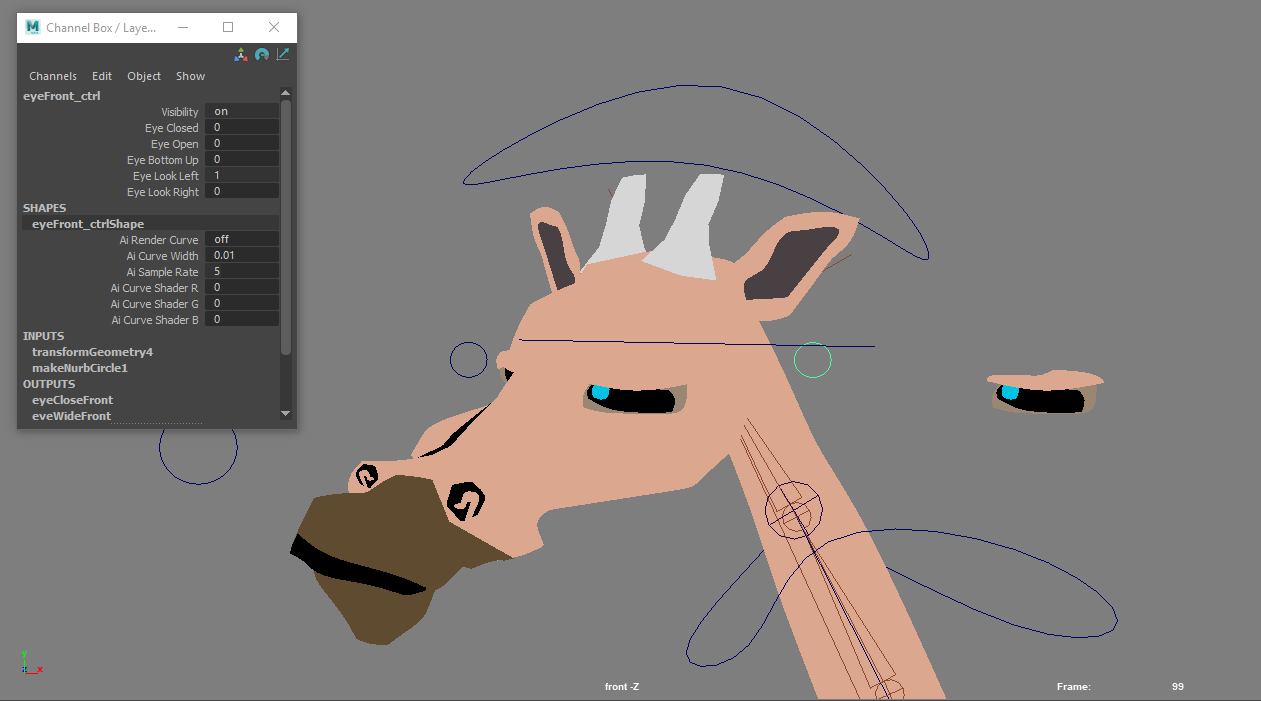 Channel Box / Laye...
Channels Edit Object Show
eyeFront_ctrl
Visibility on
Eye Closed 0
Eye Open 0
Eye Bottom Up 0
Eye Look Left 1
Eye Look Right 0
SHAPES
eyeFront_ctrlShape
Ai Render Curve off
Ai Curve Width 0.01
Ai Sample Rate 5
Ai Curve Shader R 0
Ai Curve Shader G 0
Ai Curve Shader B 0
INPUTS
transformGeometry4
makeNurbCircle1
OUTPUTS
eyeCloseFront
eyeWideFront
y
z x
front -Z
Frame: 99